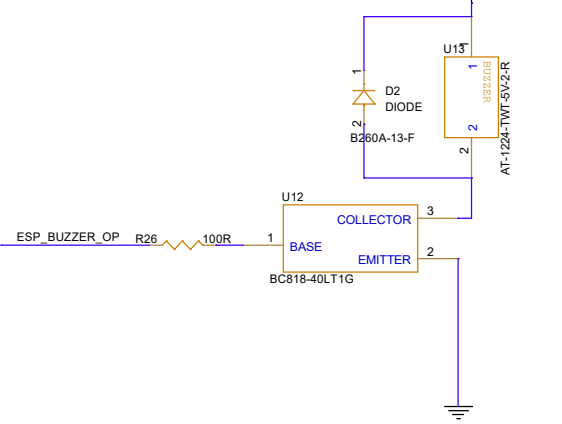 U13
1
1
BUZZER
AT-1224-TWT-5V-2-R
1
D2
DIODE
2
B260A-13-F
2
2
U12
COLLECTOR
3
ESP_BUZZER_OP
R26
100R
1
BASE
2
EMITTER
BC818-40LT1G